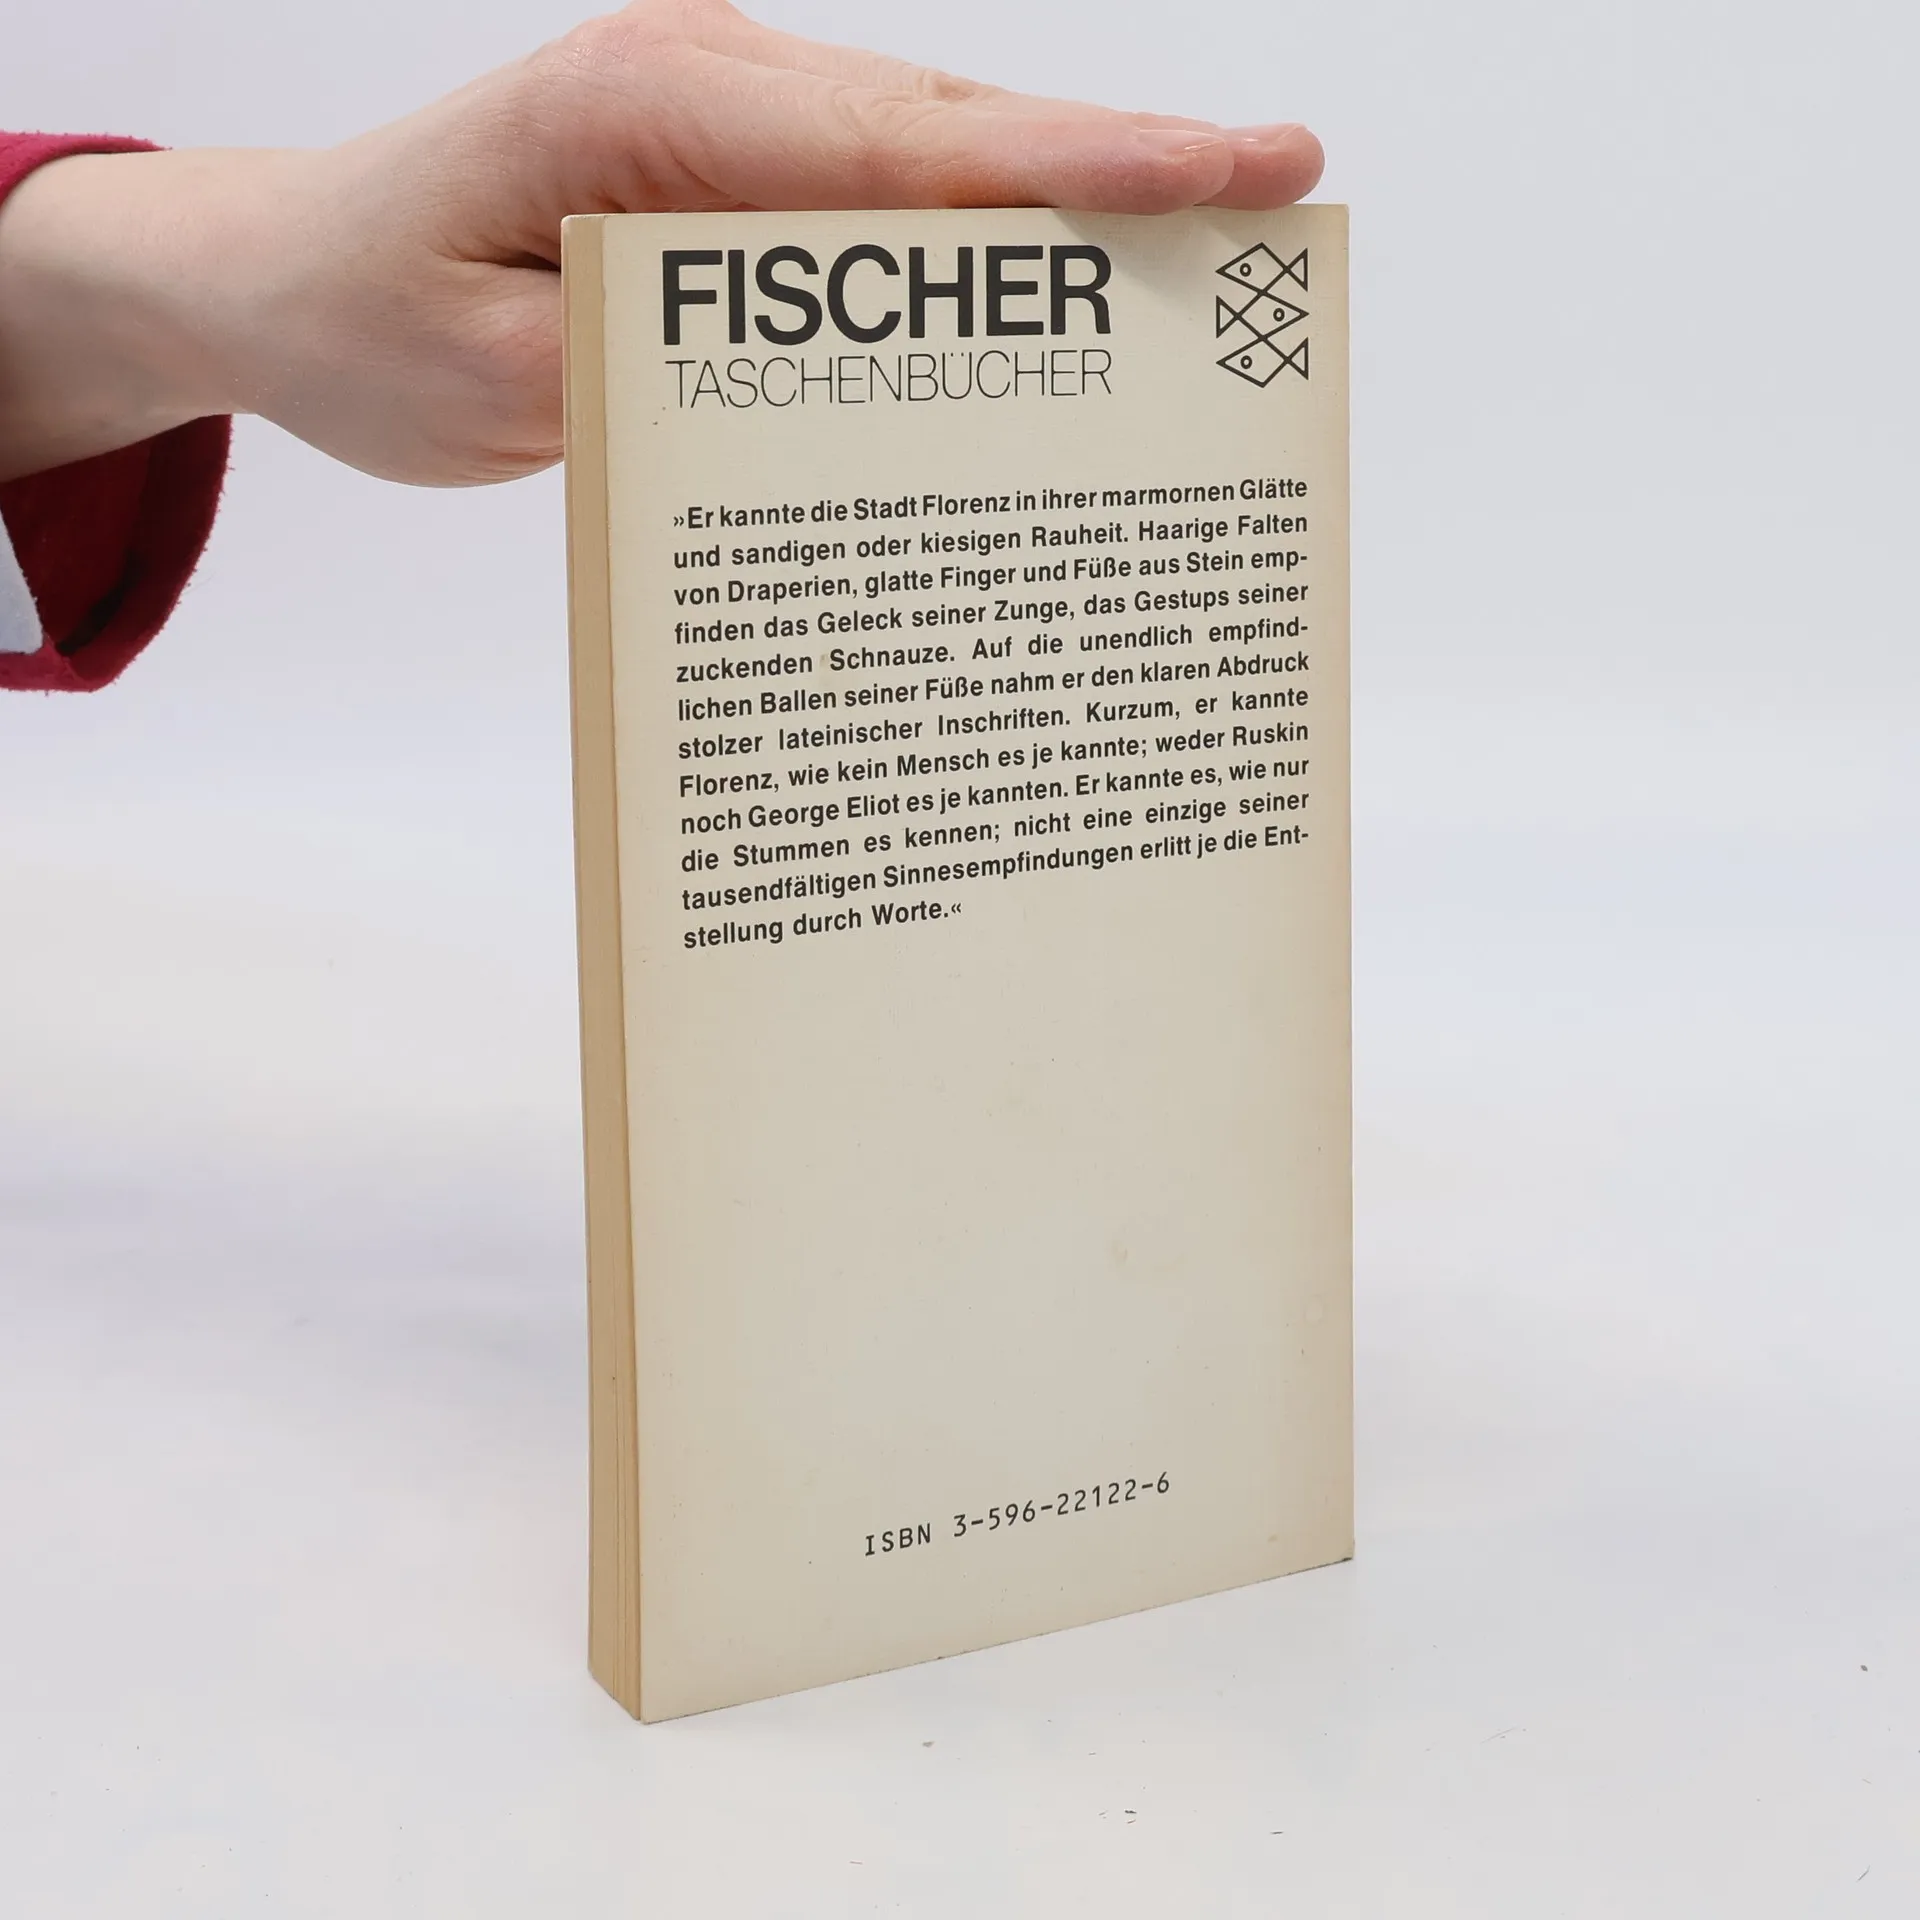 FISCHER
TASCHENBÜCHER
»Er kannte die Stadt Florenz in ihrer marmornen Glätte
und sandigen oder kiesigen Rauheit. Haarige Falten
von Draperien, glatte Finger und Füße aus Stein emp-
finden das Geleck seiner Zunge, das Gestups seiner
zuckenden Schnauze. Auf die unendlich empfind-
lichen Ballen seiner Füße nahm er den klaren Abdruck
stolzer lateinischer Inschriften. Kurzum, er kannte
Florenz, wie kein Mensch es je kannte; weder Ruskin
noch George Eliot es je kannten. Er kannte es, wie nur
die Stummen es kennen; nicht eine einzige seiner
tausendfältigen Sinnesempfindungen erlitt je die Ent-
stellung durch Worte.«
ISBN 3-596-22122-6